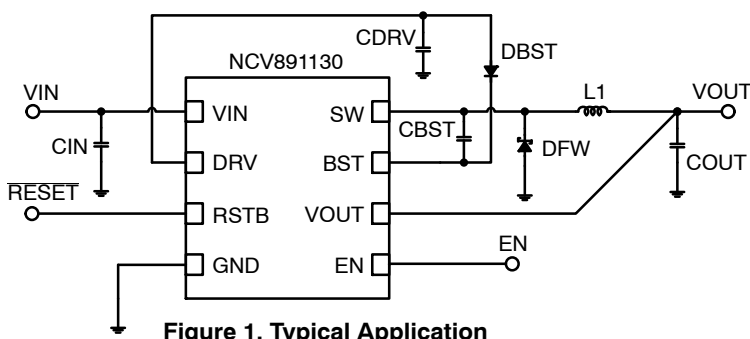 CDRV
DBST
NCV891130
VIN
L1
VOUT
VIN
SW
CIN
CBST
DFW
COUT
DRV
BST
RESET
RSTB
VOUT
EN
GND
EN
Figure 1. Typical Application